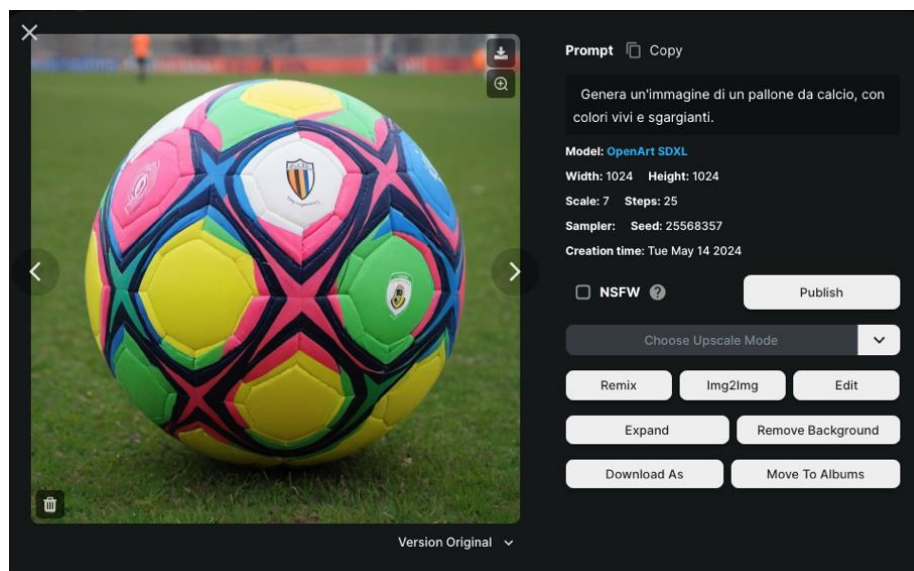 Prompt Copy
Genera un'immagine di un pallone da calcio, con
colori vivi e sgargianti.
Model: OpenArt SDXL
Width: 1024 Height: 1024
Scale: 7 Steps: 25
Sampler: Seed: 25568357
Creation time: Tue May 14 2024
NSFW ?
Publish
Choose Upscale Mode
Remix Img2Img Edit
Expand Remove Background
Download As Move To Albums
Version Original